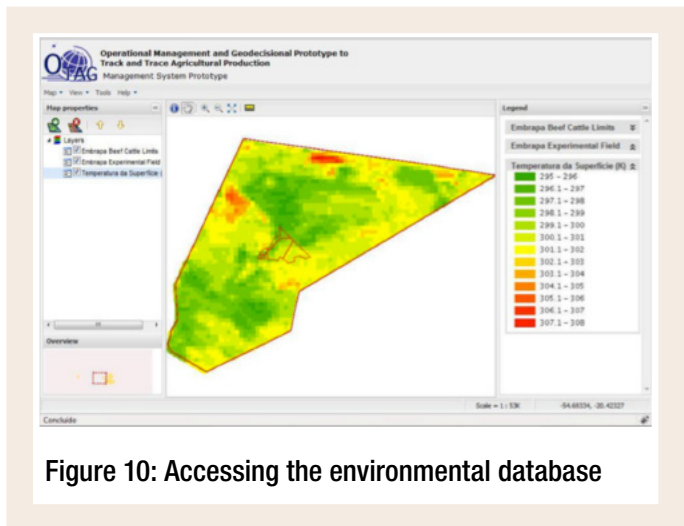 Operational Management and Geodecisional Prototype to
Track and Trace Agricultural Production
Management System Prototype
OTAG
Map View Tools Help
Map properties
Layers
Embrapa Beef Cattle Limits
Embrapa Experimental Field
Temperatura da Superfície (
Overview
Legend
Embrapa Beef Cattle Limits
Embrapa Experimental Field
Temperatura da Superfície (K)
295 - 296
296.1 - 297
297.1 - 298
298.1 - 299
299.1 - 300
300.1 - 301
301.1 - 302
302.1 - 303
303.1 - 304
304.1 - 305
305.1 - 306
306.1 - 307
307.1 - 308
Scale = 1 : 53K
Concluído
Figure 10: Accessing the environmental database